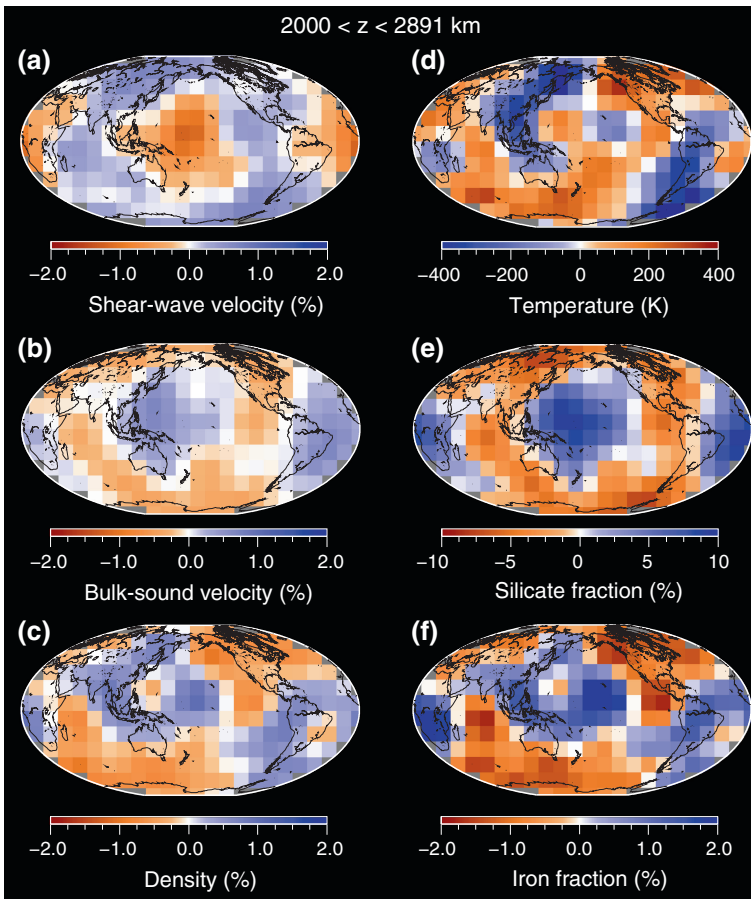 2000 < z < 2891 km
(a)
−2.0 −1.0 0.0 1.0 2.0
Shear-wave velocity (%)
(b)
−2.0 −1.0 0.0 1.0 2.0
Bulk-sound velocity (%)
(c)
−2.0 −1.0 0.0 1.0 2.0
Density (%)
(d)
−400 −200 0 200 400
Temperature (K)
(e)
−10 −5 0 5 10
Silicate fraction (%)
(f)
−2.0 −1.0 0.0 1.0 2.0
Iron fraction (%)